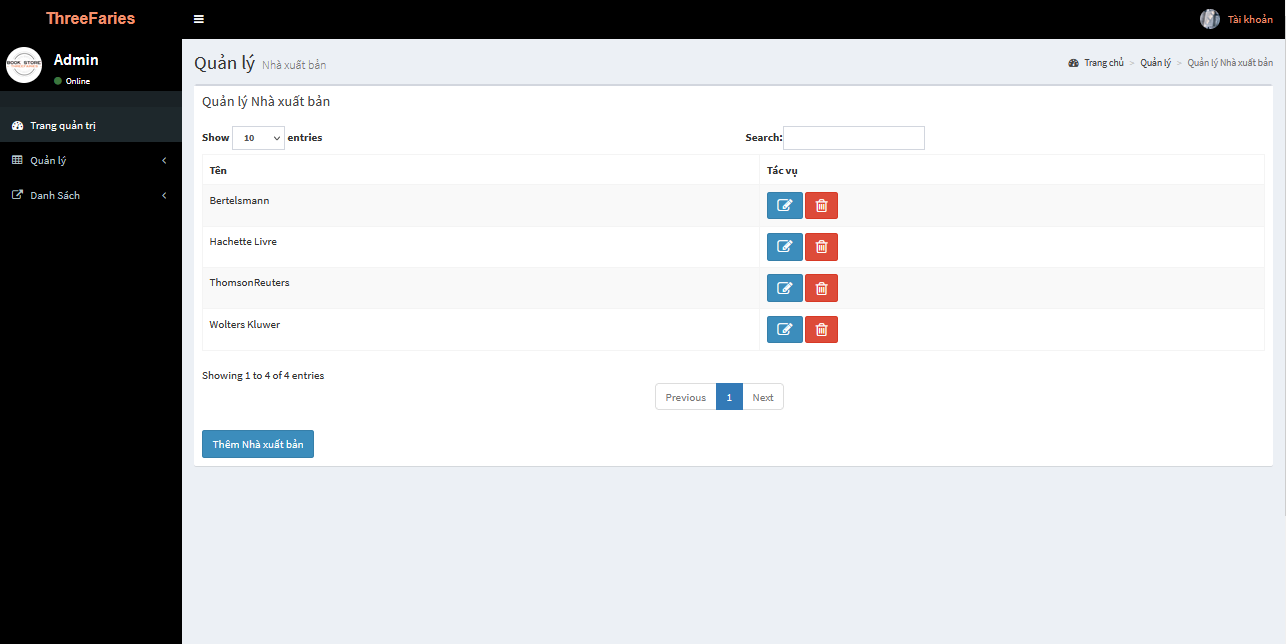 ThreeFaries
Tài khoản
BOOK STORE
Admin
Online
Trang quản trị
Quản lý
Danh Sách
Quản lý Nhà xuất bản
Trang chủ > Quản lý > Quản lý Nhà xuất bản
Quản lý Nhà xuất bản
Show 10 entries
Search:
Tên Tác vụ
Bertelsmann
Hachette Livre
ThomsonReuters
Wolters Kluwer
Showing 1 to 4 of 4 entries
Previous 1 Next
Thêm Nhà xuất bản